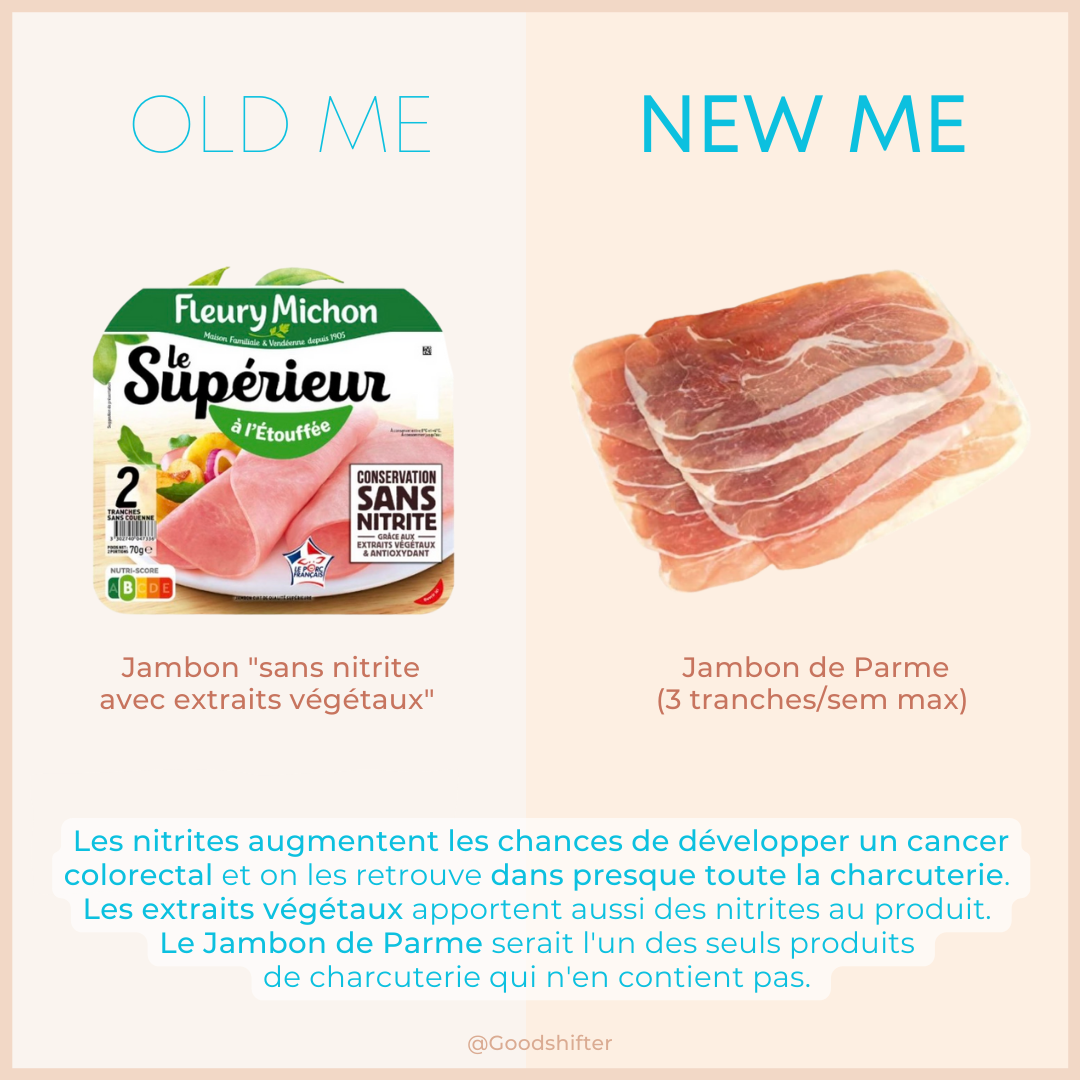 OLD ME
NEW ME
Fleury Michon
Maison Familiale & Vendéenne depuis 1905
le
Supérieur
à l'Étouffée
2
TRANCHES
SANS COUENNE
70g e
NUTRI-SCORE
A B C D E
CONSERVATION
SANS
NITRITE
GRÂCE AUX
EXTRAITS VÉGÉTAUX
& ANTIOXYDANT
LE PORC
FRANÇAIS
Jambon "sans nitrite
avec extraits végétaux"
Jambon de Parme
(3 tranches/sem max)
Les nitrites augmentent les chances de développer un cancer
colorectal et on les retrouve dans presque toute la charcuterie.
Les extraits végétaux apportent aussi des nitrites au produit.
Le Jambon de Parme serait l'un des seuls produits
de charcuterie qui n'en contient pas.
@Goodshifter